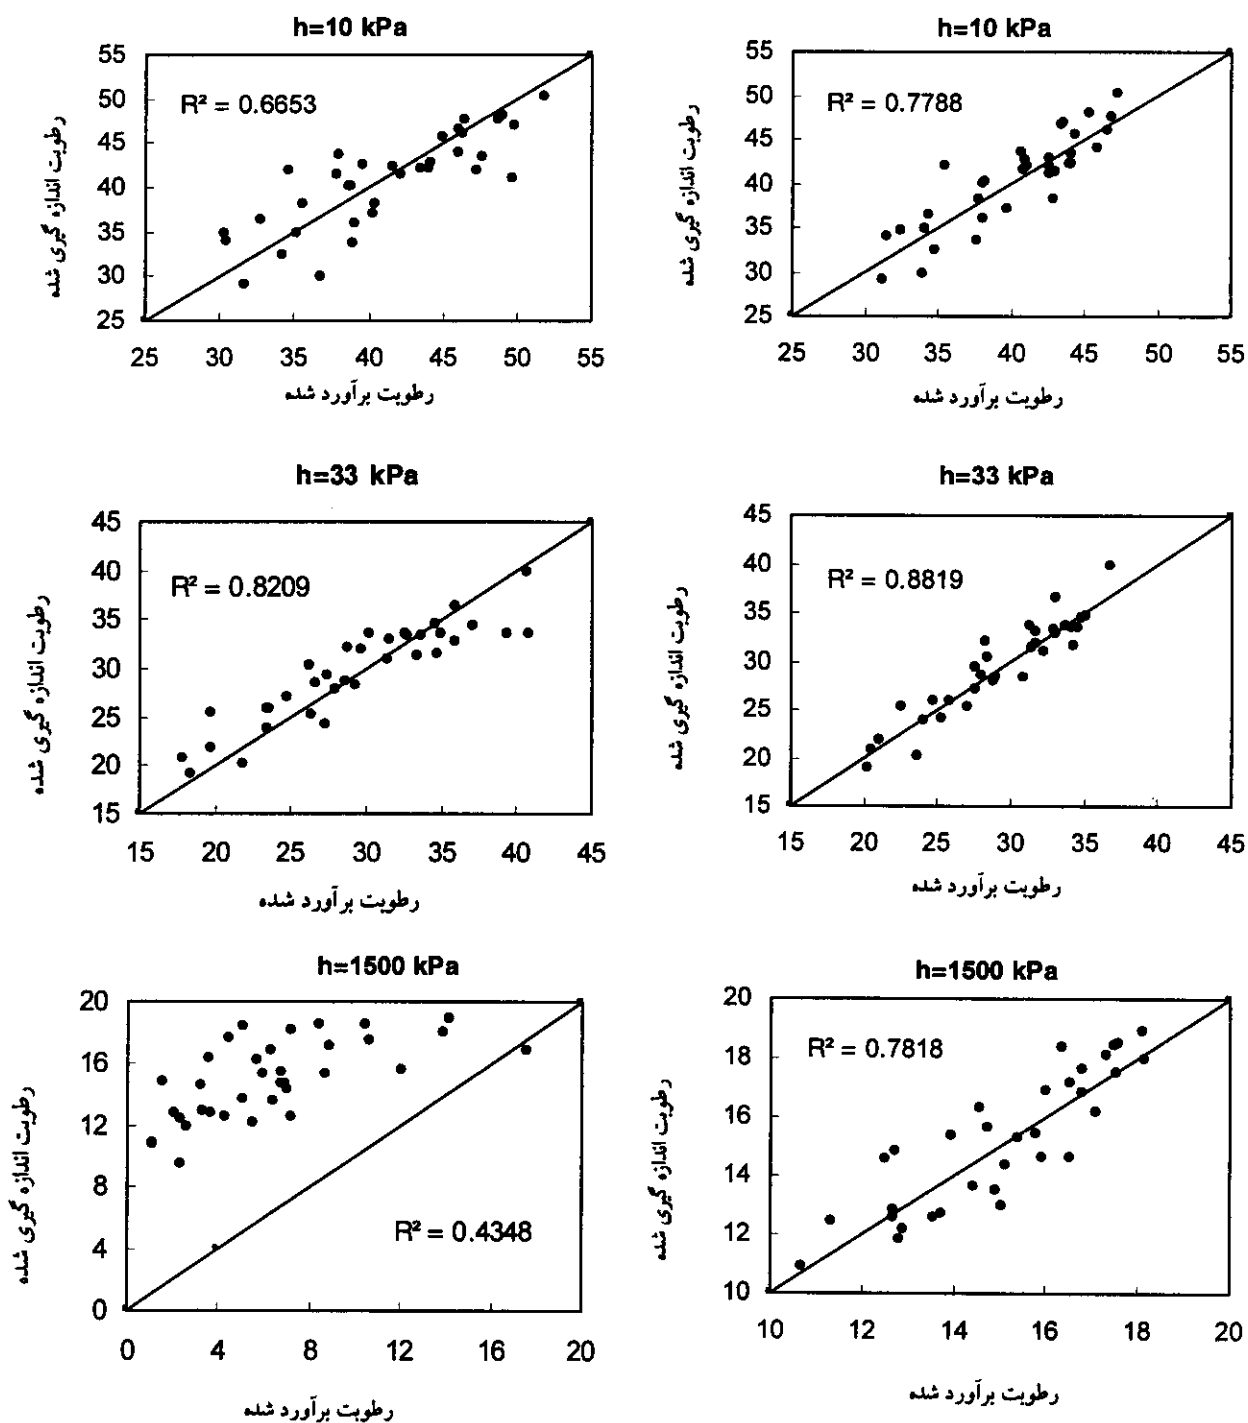 h=10 kPa
55
50
45
40
35
30
25
R² = 0.6653
25 30 35 40 45 50 55
رطوبت اندازه گیری شده
رطوبت برآورد شده
h=10 kPa
55
50
45
40
35
30
25
R² = 0.7788
25 30 35 40 45 50 55
رطوبت اندازه گیری شده
رطوبت برآورد شده
h=33 kPa
45
40
35
30
25
20
15
R² = 0.8209
15 20 25 30 35 40 45
رطوبت اندازه گیری شده
رطوبت برآورد شده
h=33 kPa
45
40
35
30
25
20
15
R² = 0.8819
15 20 25 30 35 40 45
رطوبت اندازه گیری شده
رطوبت برآورد شده
h=1500 kPa
20
16
12
8
4
0
R² = 0.4348
0 4 8 12 16 20
رطوبت اندازه گیری شده
رطوبت برآورد شده
h=1500 kPa
20
18
16
14
12
10
R² = 0.7818
10 12 14 16 18 20
رطوبت اندازه گیری شده
رطوبت برآورد شده